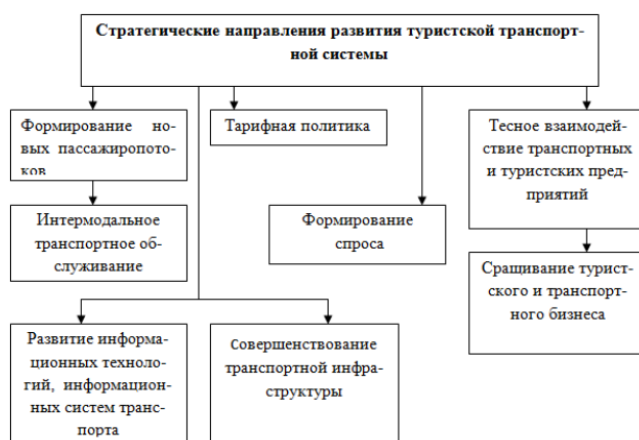 Стратегические направления развития туристской транспорт-
ной системы
Формирование но-
вых пассажиропото-
ков
Тарифная политика
Тесное взаимодей-
ствие транспортных
и туристских пред-
приятий
Интермодальное
транспортное об-
служивание
Формирование
спроса
Сращивание турист-
ского и транспорт-
ного бизнеса
Развитие информа-
ционных техноло-
гий, информацион-
ных систем транс-
порта
Совершенствование
транспортной инфра-
структуры